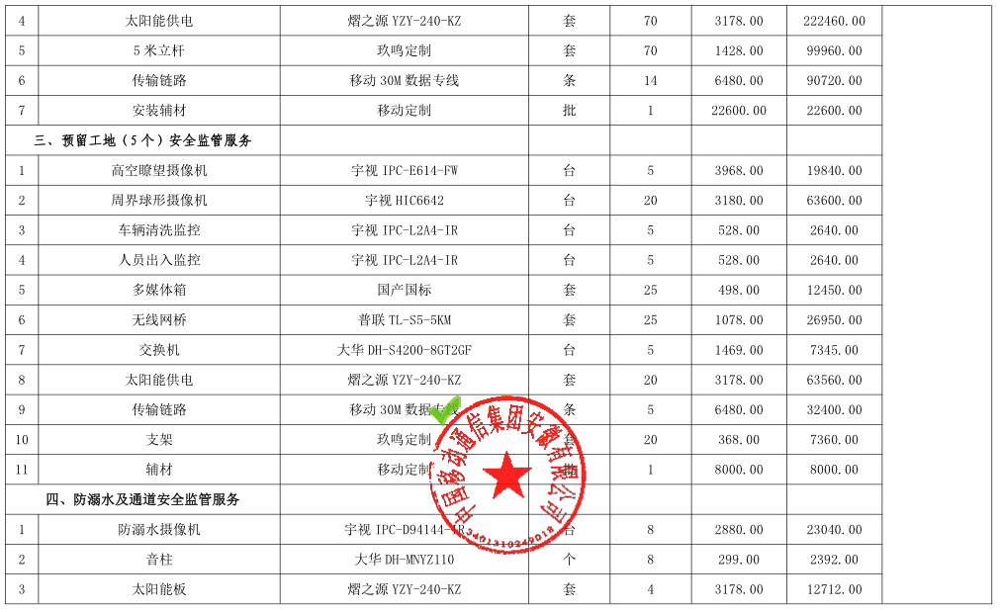 4 太阳能供电 熠之源 YZY-240-KZ 套 70 3178.00 222460.00
5 5 米立杆 玖鸣定制 套 70 1428.00 99960.00
6 传输链路 移动 30M 数据专线 条 14 6480.00 90720.00
7 安装辅材 移动定制 批 1 22600.00 22600.00
三、预留工地（5 个）安全监管服务
1 高空瞭望摄像机 宇视 IPC-E614-FW 台 5 3968.00 19840.00
2 周界球形摄像机 宇视 HIC6642 台 20 3180.00 63600.00
3 车辆清洗监控 宇视 IPC-L2A4-IR 台 5 528.00 2640.00
4 人员出入监控 宇视 IPC-L2A4-IR 台 5 528.00 2640.00
5 多媒体箱 国产国标 套 25 498.00 12450.00
6 无线网桥 普联 TL-S5-5KM 套 25 1078.00 26950.00
7 交换机 大华 DH-S4200-8GT2GF 台 5 1469.00 7345.00
8 太阳能供电 熠之源 YZY-240-KZ 套 20 3178.00 63560.00
9 传输链路 移动 30M 数据专线 条 5 6480.00 32400.00
10 支架 玖鸣定制 套 20 368.00 7360.00
11 辅材 移动定制 批 1 8000.00 8000.00
四、防溺水及通道安全监管服务
1 防溺水摄像机 宇视 IPC-D94144-IR 台 8 2880.00 23040.00
2 音柱 大华 DH-MNYZ110 个 8 299.00 2392.00
3 太阳能板 熠之源 YZY-240-KZ 套 4 3178.00 12712.00
中国移动通信集团安徽有限公司
3401310249018